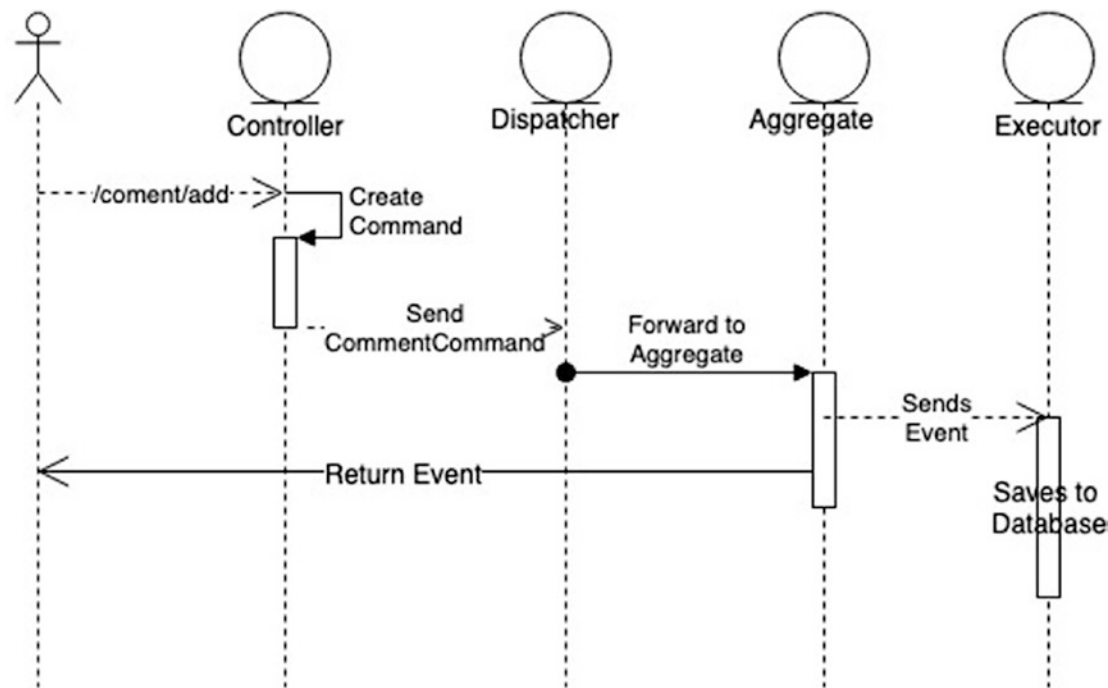 Controller
Dispatcher
Aggregate
Executor
/coment/add
Create
Command
Send
CommentCommand
Forward to
Aggregate
Sends
Event
Return Event
Saves to
Database